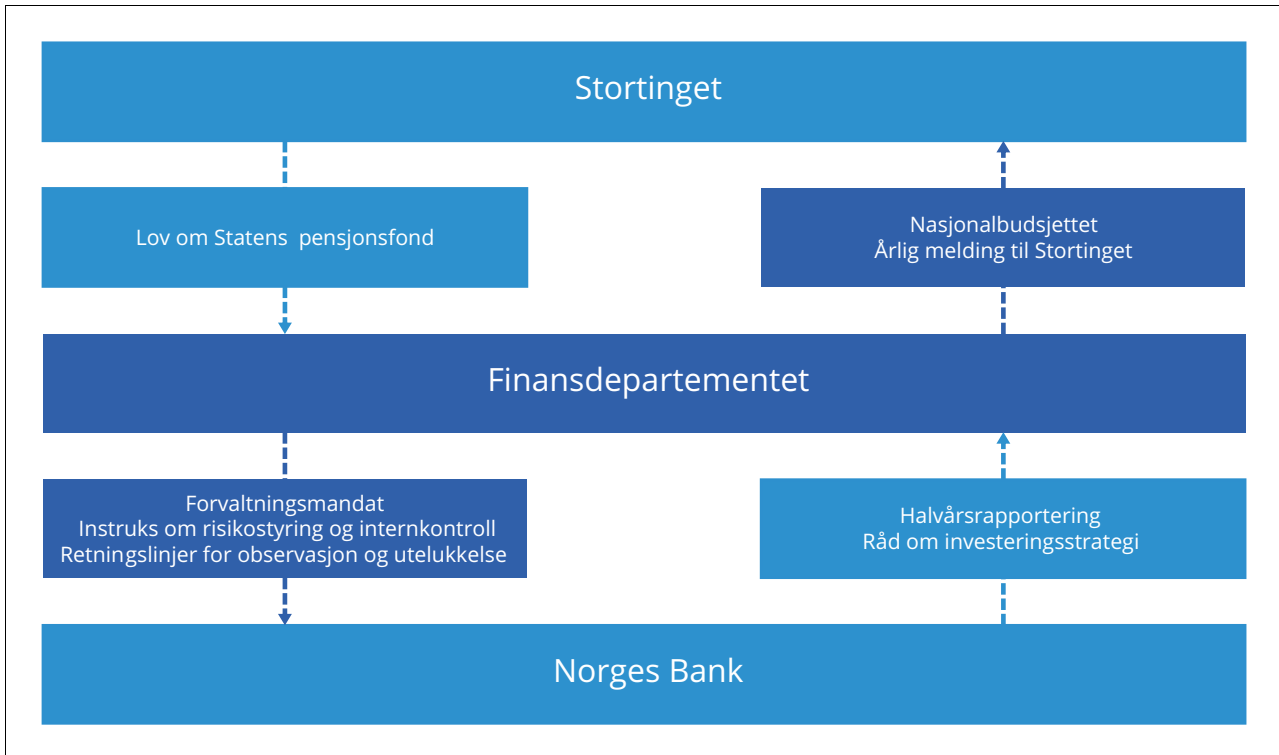 Stortinget
Lov om Statens pensjonsfond
Nasjonalbudsjettet
Årlig melding til Stortinget
Finansdepartementet
Forvaltningsmandat
Instruks om risikostyring og internkontroll
Retningslinjer for observasjon og utelukkelse
Halvårsrapportering
Råd om investeringsstrategi
Norges Bank